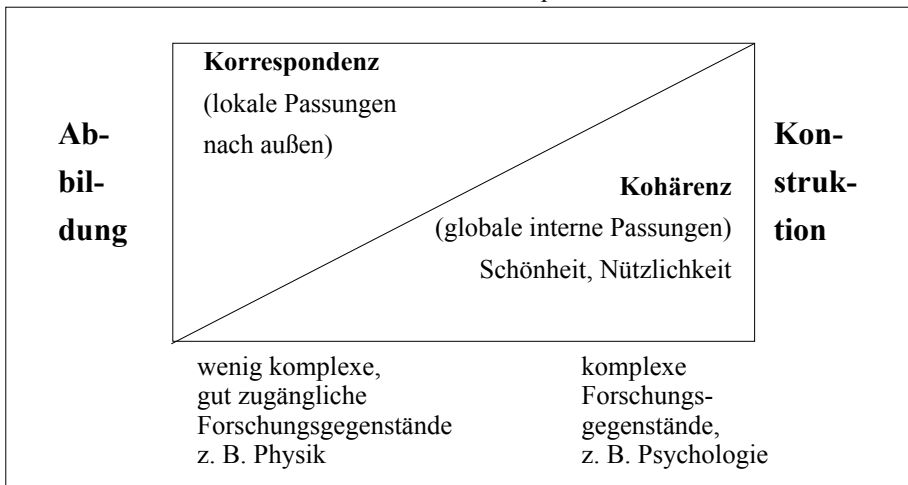 Korrespondenz
(lokale Passungen
nach außen)
Ab-
bil-
dung
Kohärenz
(globale interne Passungen)
Schönheit, Nützlichkeit
Kon-
struk-
tion
wenig komplexe,
gut zugängliche
Forschungsgegenstände
z. B. Physik
komplexe
Forschungs-
gegenstände,
z. B. Psychologie